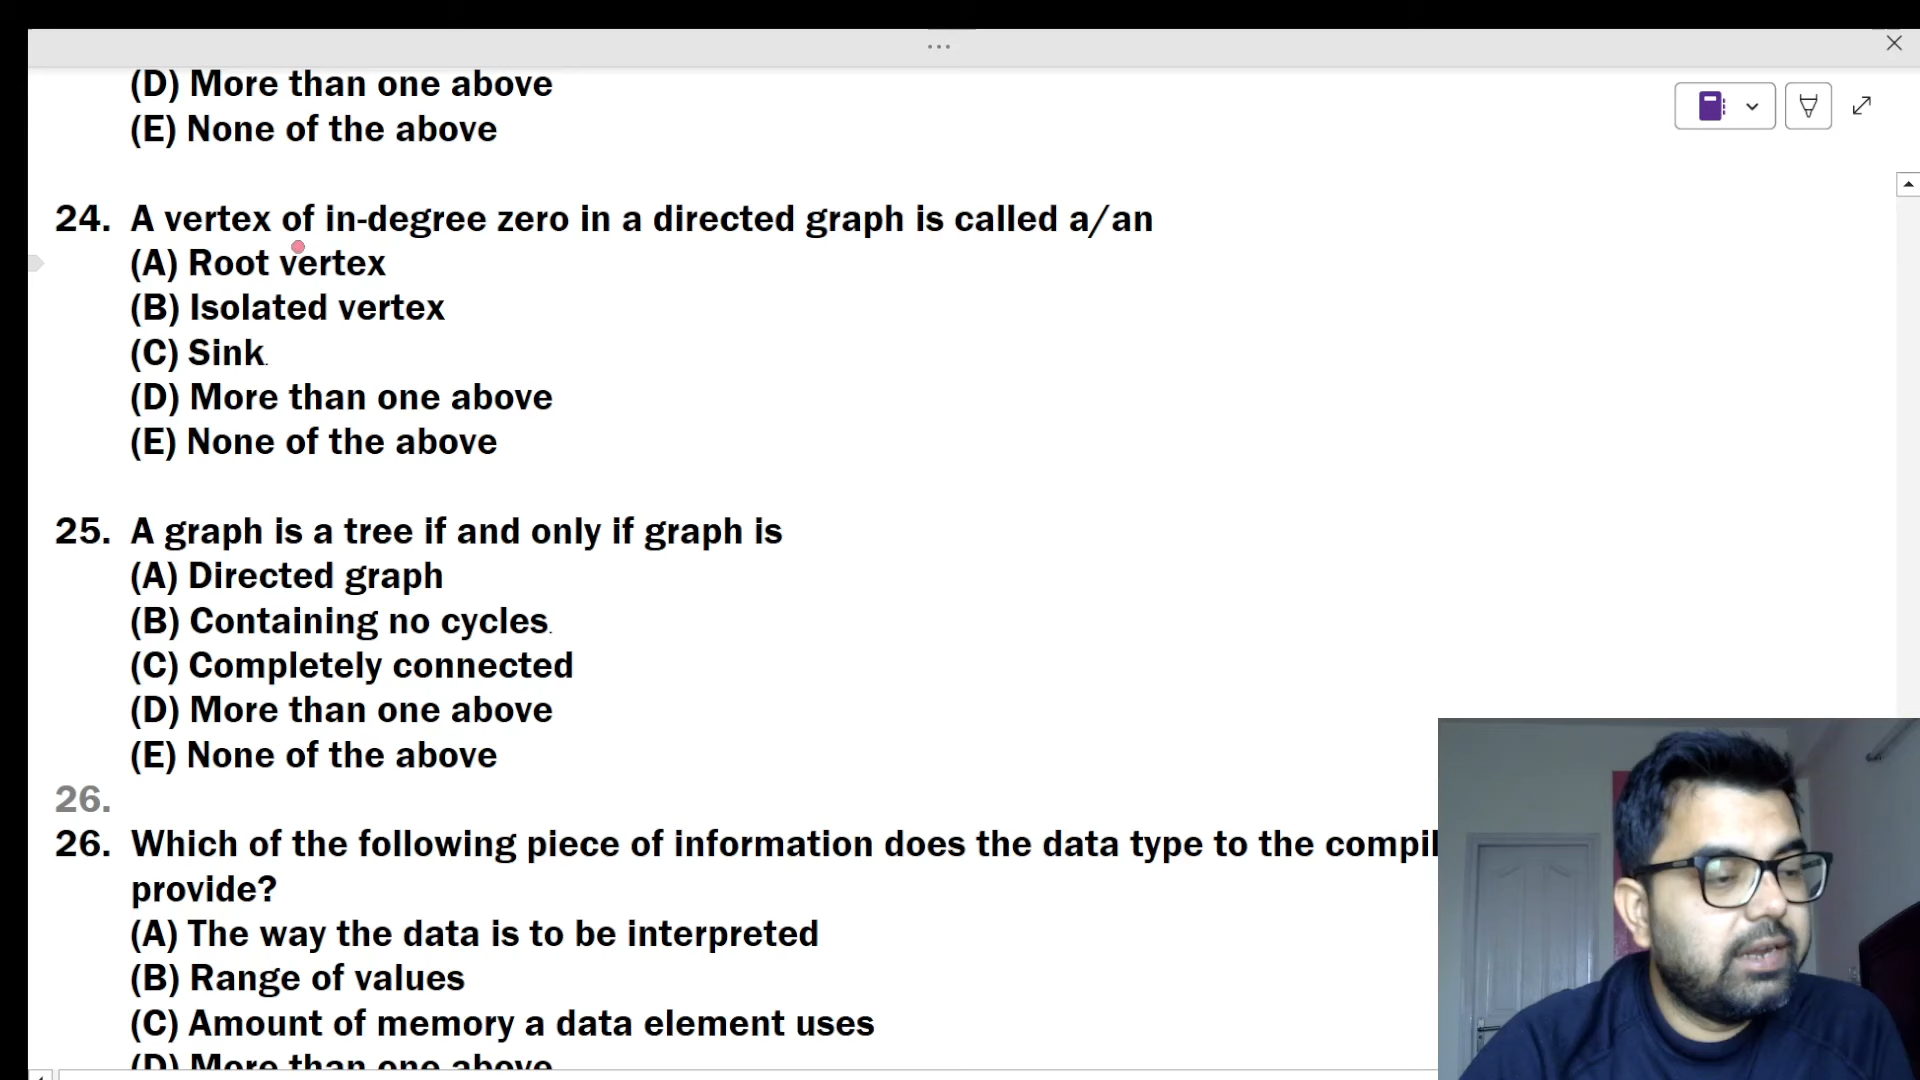 (D) More than one above
(E) None of the above
24. A vertex of in-degree zero in a directed graph is called a/an
(A) Root vertex
(B) Isolated vertex
(C) Sink.
(D) More than one above
(E) None of the above
25. A graph is a tree if and only if graph is
(A) Directed graph
(B) Containing no cycles.
(C) Completely connected
(D) More than one above
(E) None of the above
26.
26. Which of the following piece of information does the data type to the compil
provide?
(A) The way the data is to be interpreted
(B) Range of values
(C) Amount of memory a data element uses
(D) More than one above